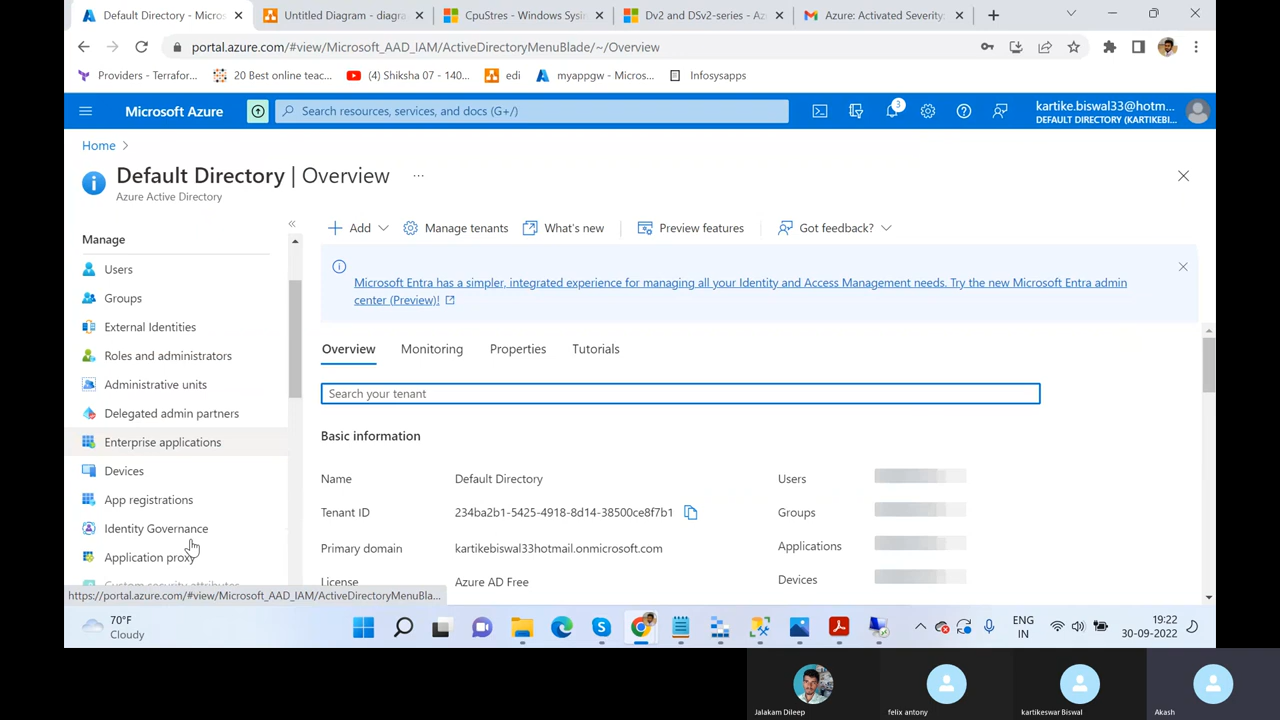 Default Directory - Micros
Untitled Diagram - diagra
CpuStres - Windows Sysin
Dv2 and DSv2-series - Az
Azure: Activated Severity:
portal.azure.com/#view/Microsoft_AAD_IAM/ActiveDirectoryMenuBlade/~/Overview
Providers - Terrafor...
20 Best online teac...
(4) Shiksha 07 - 140...
edi
myappgw - Micros...
Infosysapps
Microsoft Azure
Search resources, services, and docs (G+/)
3
kartike.biswal33@hotm...
DEFAULT DIRECTORY (KARTIKEBI...
Home >
Default Directory | Overview ...
Azure Active Directory
Manage
Users
Groups
External Identities
Roles and administrators
Administrative units
Delegated admin partners
Enterprise applications
Devices
App registrations
Identity Governance
Application proxy
Custom security attributes
https://portal.azure.com/#view/Microsoft_AAD_IAM/ActiveDirectoryMenuBla...
Add
Manage tenants
What's new
Preview features
Got feedback?
Microsoft Entra has a simpler, integrated experience for managing all your Identity and Access Management needs. Try the new Microsoft Entra admin
center (Preview)!
Overview
Monitoring
Properties
Tutorials
Search your tenant
Basic information
Name
Default Directory
Users
Tenant ID
234ba2b1-5425-4918-8d14-38500ce8f7b1
Groups
Primary domain
kartikebiswal33hotmail.onmicrosoft.com
Applications
License
Azure AD Free
Devices
70°F
Cloudy
ENG
IN
19:22
30-09-2022
Jalakam Dileep
felix antony
kartikeswar Biswal
Akash